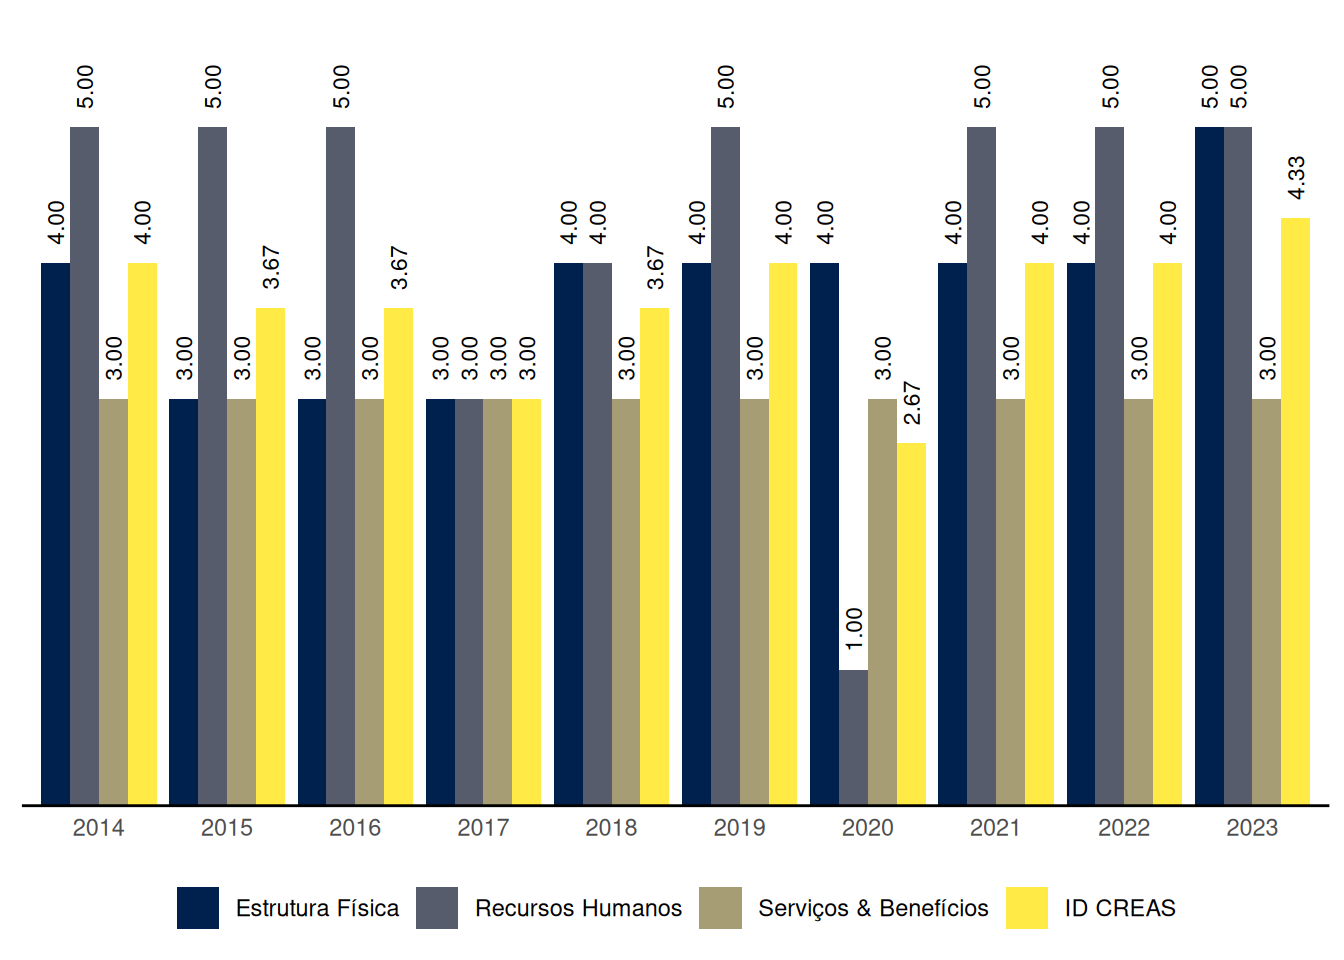 5.00 5.00 5.00 5.00 5.00 5.00 5.00 5.00
4.33
4.00 4.00 4.00 4.00 4.00 4.00 4.00 4.00 4.00 4.00 4.00
3.67 3.67 3.67
3.00 3.00 3.00 3.00 3.00 3.00 3.00 3.00 3.00 3.00 3.00 3.00 3.00 3.00 3.00
2.67
1.00
2014 2015 2016 2017 2018 2019 2020 2021 2022 2023
Estrutura Física Recursos Humanos Serviços & Benefícios ID CREAS